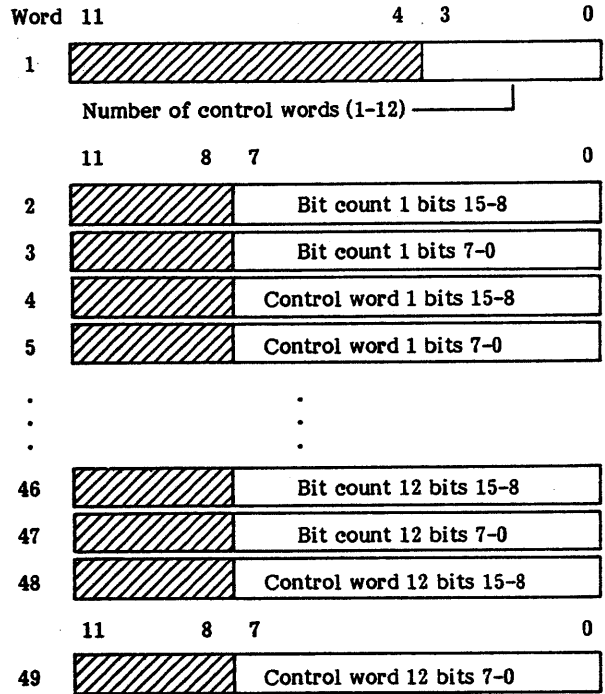 Word 11 4 3 0
1
Number of control words (1-12)
11 8 7 0
2 Bit count 1 bits 15-8
3 Bit count 1 bits 7-0
4 Control word 1 bits 15-8
5 Control word 1 bits 7-0
46 Bit count 12 bits 15-8
47 Bit count 12 bits 7-0
48 Control word 12 bits 15-8
11 8 7 0
49 Control word 12 bits 7-0